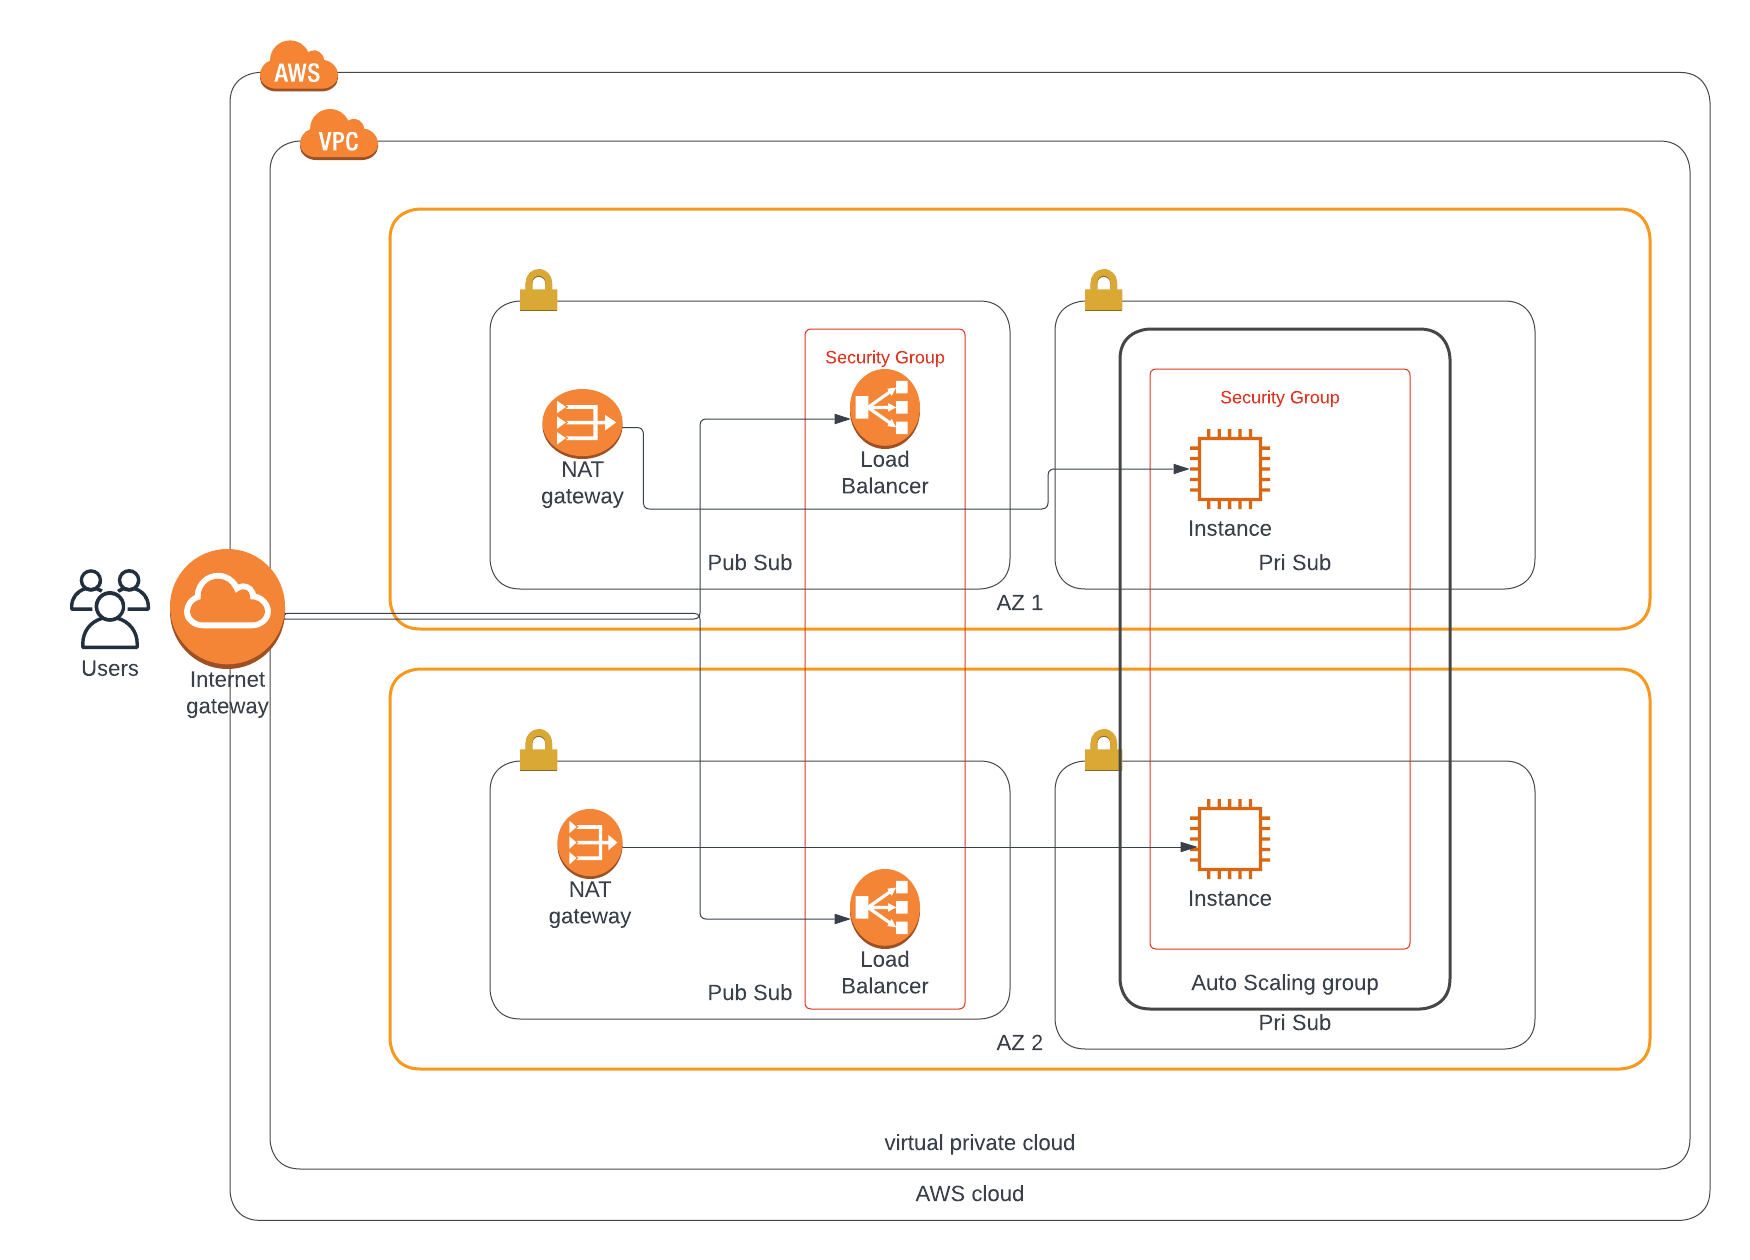 AWS
VPC
Security Group
Security Group
Load
Balancer
NAT
gateway
Instance
Pub Sub
Pri Sub
AZ 1
Users
Internet
gateway
NAT
gateway
Instance
Load
Balancer
Pub Sub
Auto Scaling group
Pri Sub
AZ 2
virtual private cloud
AWS cloud